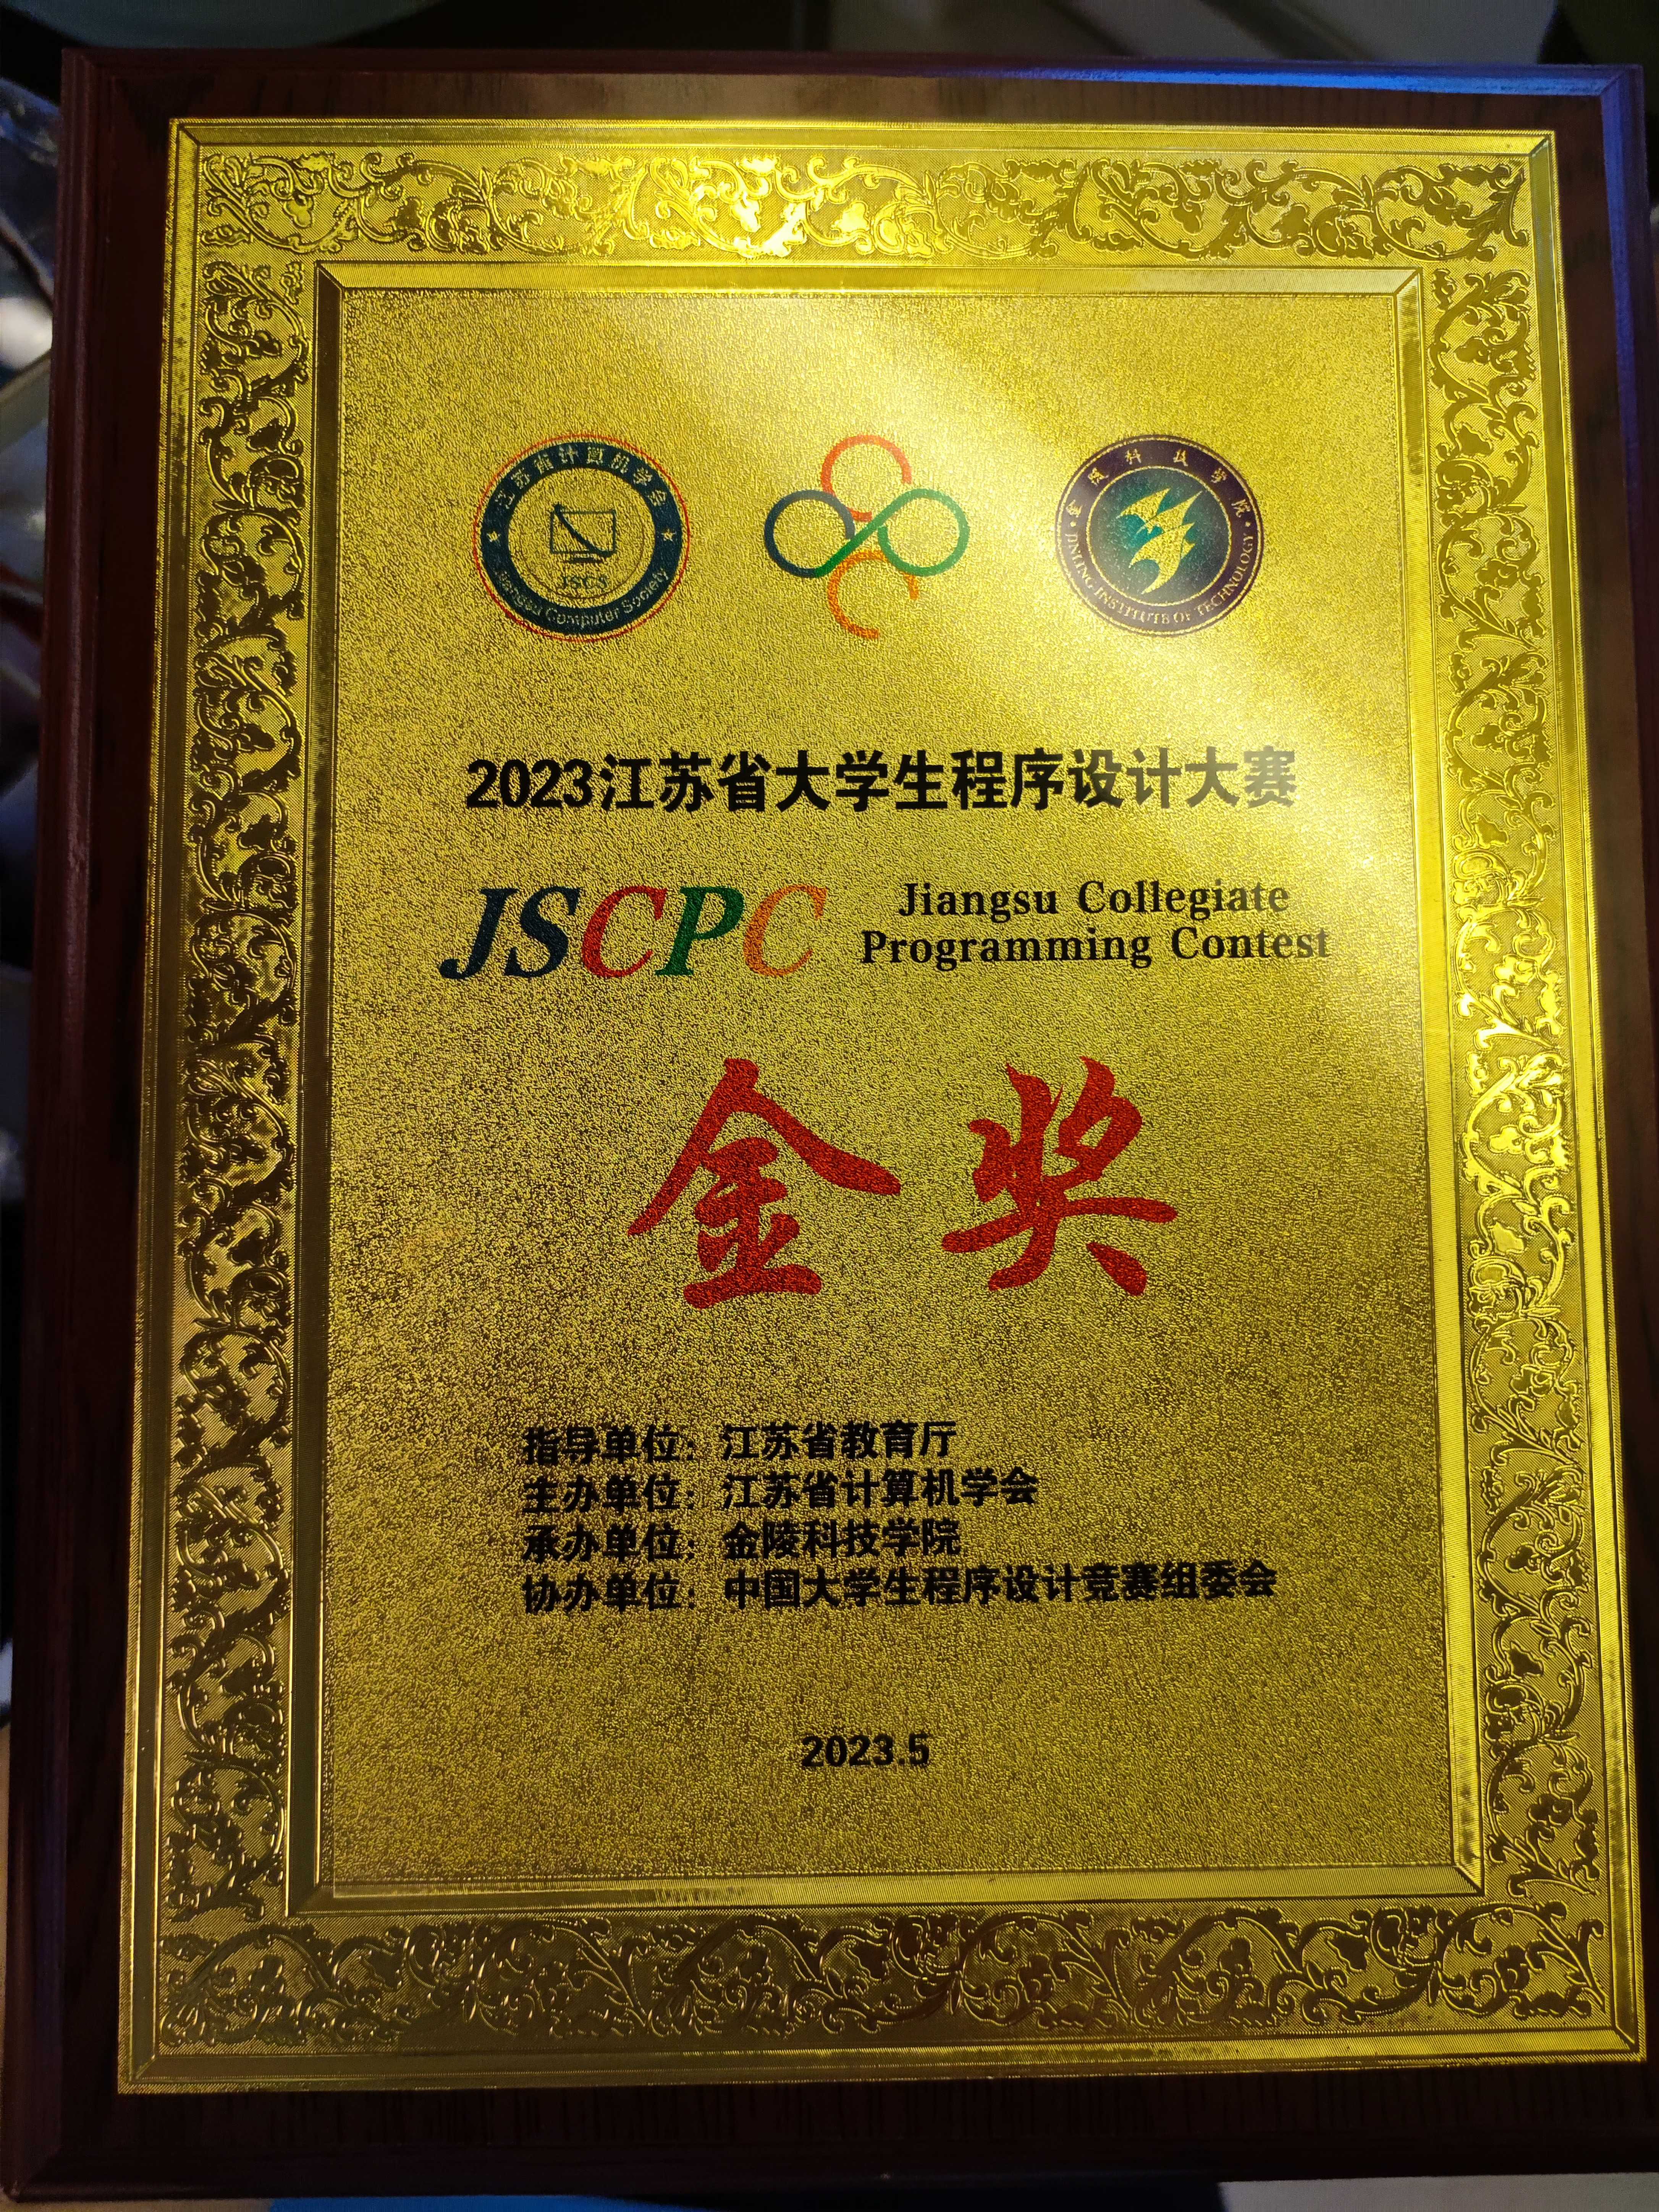 江苏省计算机学会
JSCS
Jiangsu Computer Society
金陵科技学院
JINLING INSTITUTE OF TECHNOLOGY
2023江苏省大学生程序设计大赛
JSCPC
Jiangsu Collegiate
Programming Contest
金奖
指导单位：江苏省教育厅
主办单位：江苏省计算机学会
承办单位：金陵科技学院
协办单位：中国大学生程序设计竞赛组委会
2023.5